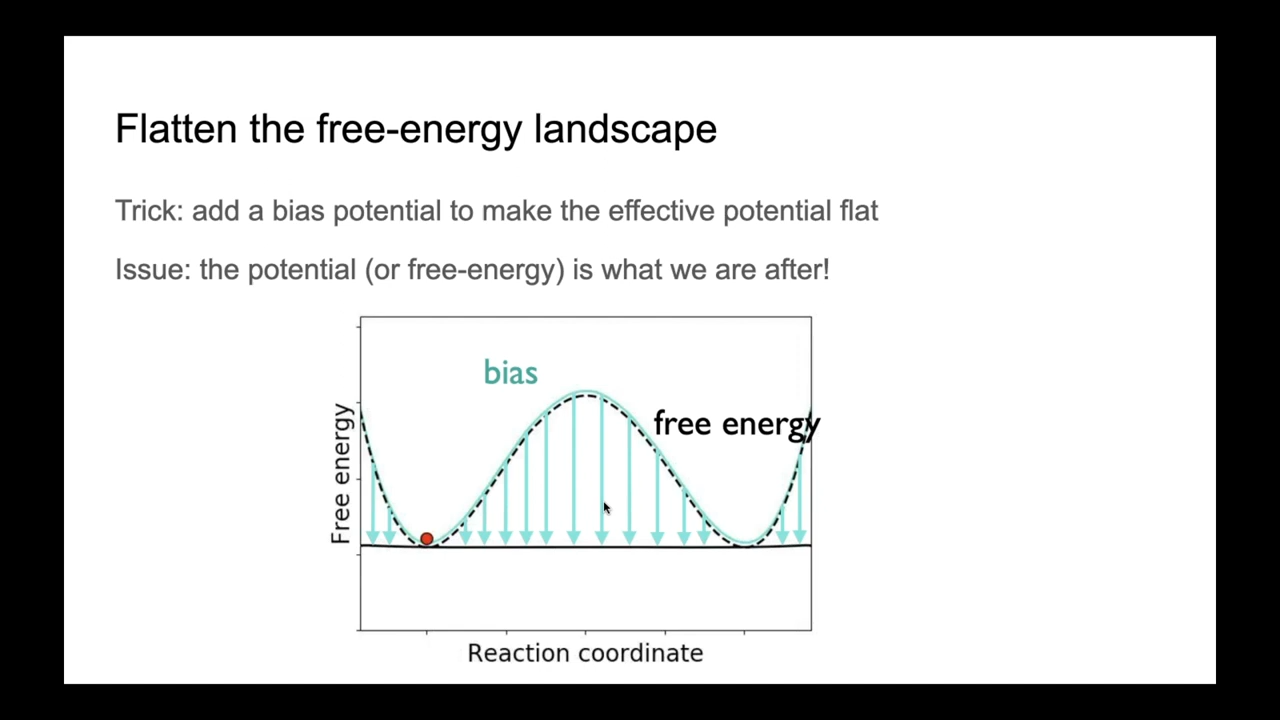 Flatten the free-energy landscape
Trick: add a bias potential to make the effective potential flat
Issue: the potential (or free-energy) is what we are after!
bias
free energy
Free energy
Reaction coordinate